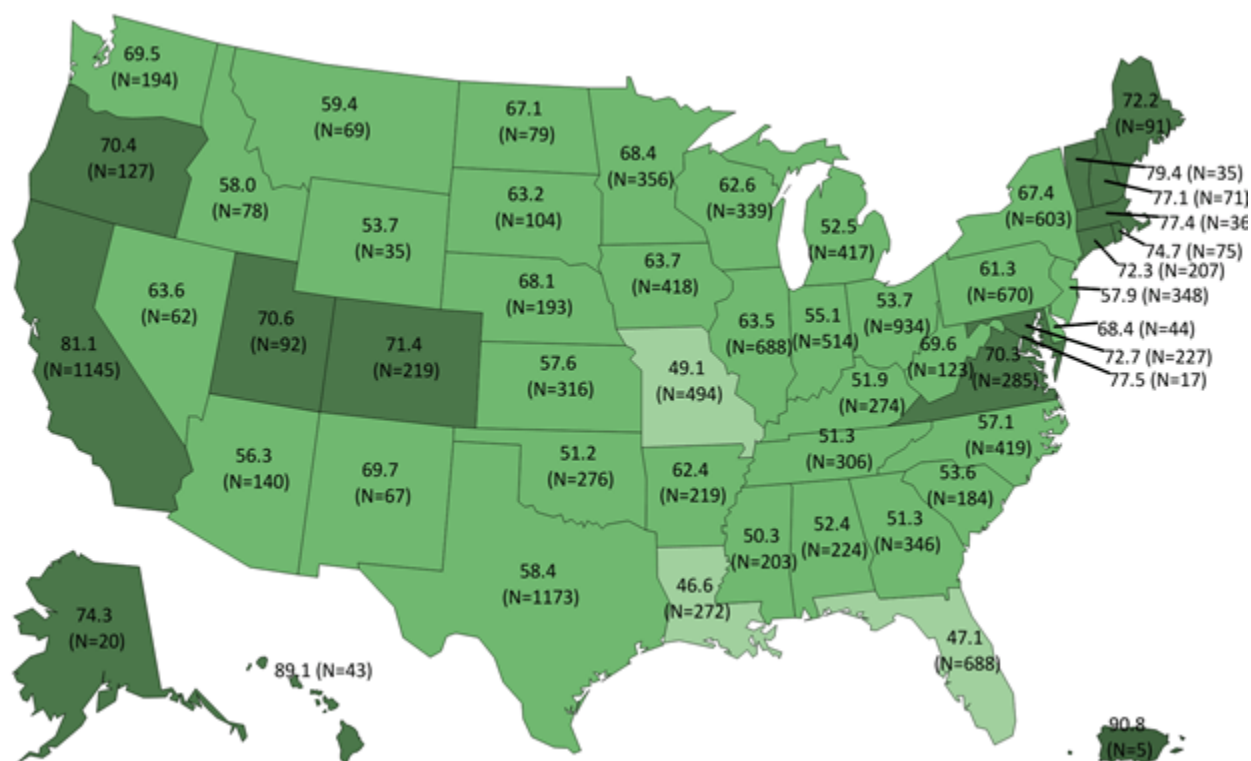 69.5
(N=194)
59.4
(N=69)
67.1
(N=79)
72.2
(N=91)
70.4
(N=127)
68.4
(N=356)
79.4 (N=35)
58.0
(N=78)
63.2
(N=104)
62.6
(N=339)
67.4
(N=603)
77.1 (N=71)
77.4 (N=36
53.7
(N=35)
52.5
(N=417)
74.7 (N=75)
72.3 (N=207)
63.6
(N=62)
68.1
(N=193)
63.7
(N=418)
61.3
(N=670)
57.9 (N=348)
81.1
(N=1145)
70.6
(N=92)
71.4
(N=219)
63.5
(N=688)
55.1
(N=514)
53.7
(N=934)
68.4 (N=44)
69.6
(N=123)
70.3
(N=285)
72.7 (N=227)
77.5 (N=17)
57.6
(N=316)
49.1
(N=494)
51.9
(N=274)
56.3
(N=140)
69.7
(N=67)
51.2
(N=276)
62.4
(N=219)
51.3
(N=306)
57.1
(N=419)
53.6
(N=184)
58.4
(N=1173)
50.3
(N=203)
52.4
(N=224)
51.3
(N=346)
46.6
(N=272)
47.1
(N=688)
74.3
(N=20)
89.1 (N=43)
90.8
(N=5)